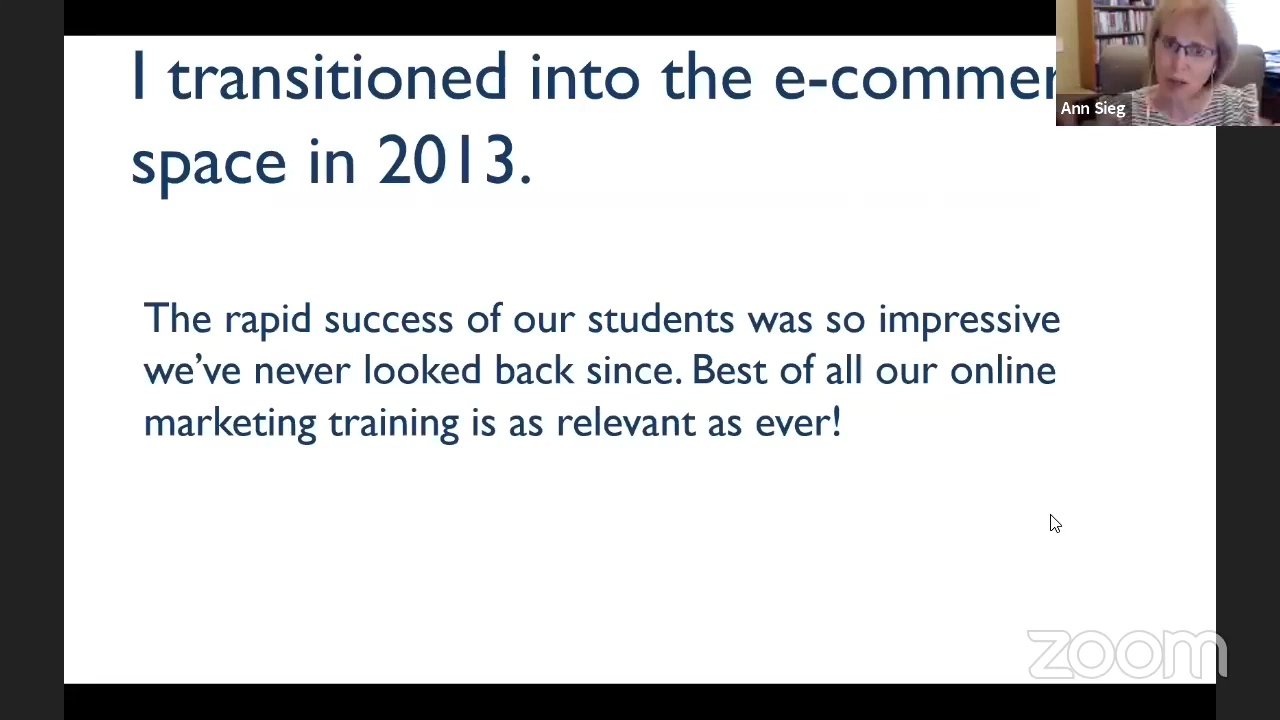 I transitioned into the e-commer
space in 2013.
Ann Sieg
The rapid success of our students was so impressive
we've never looked back since. Best of all our online
marketing training is as relevant as ever!
zoom